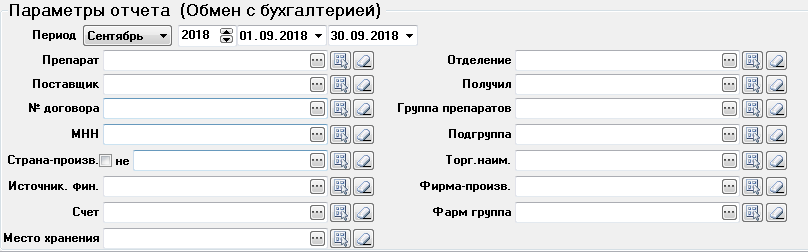 Параметры отчета (Обмен с бухгалтерией)
Период Сентябрь 2018 01.09.2018 30.09.2018
Препарат ... Отделение ...
Поставщик ... Получил ...
№ договора ... Группа препаратов ...
МНН ... Подгруппа ...
Страна-произв. не ... Торг.наим. ...
Источник. фин. ... Фирма-произв. ...
Счет ... Фарм группа ...
Место хранения ...